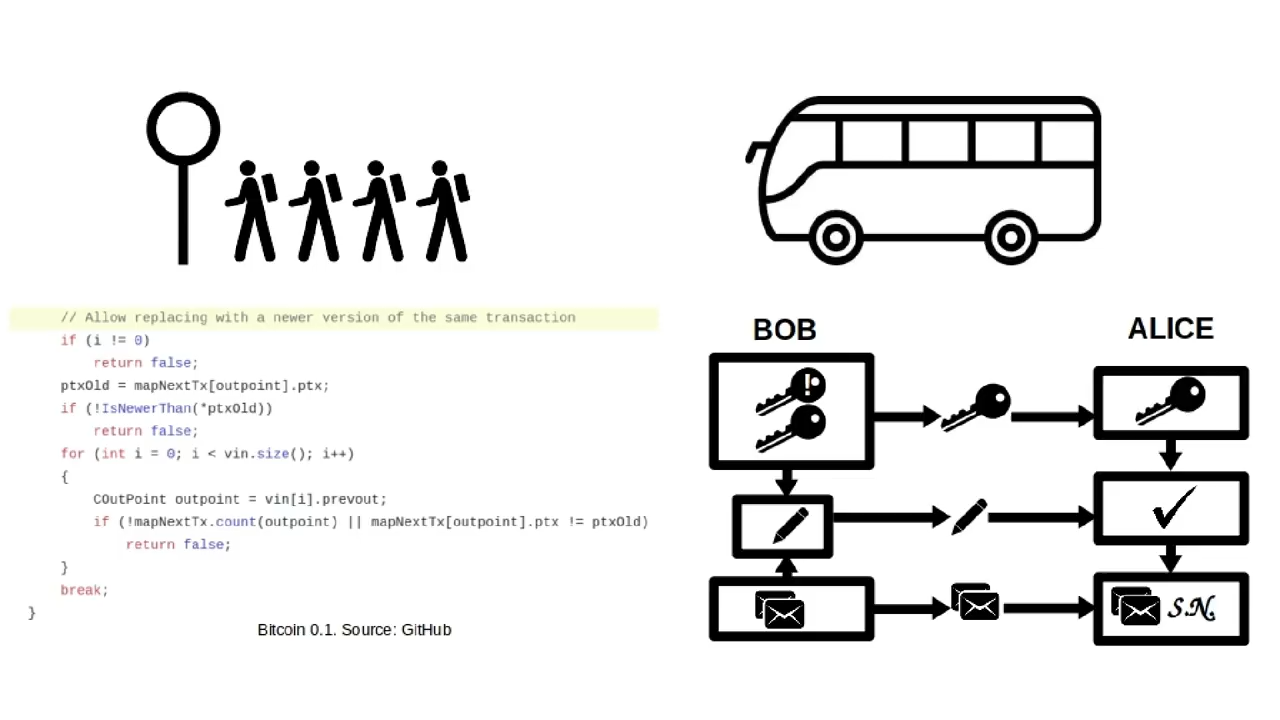 // Allow replacing with a newer version of the same transaction
if (i != 0)
return false;
ptxOld = mapNextTx[outpoint].ptx;
if (!IsNewerThan(*ptxOld))
return false;
for (int i = 0; i < vin.size(); i++)
{
COutPoint outpoint = vin[i].prevout;
if (!mapNextTx.count(outpoint) || mapNextTx[outpoint].ptx != ptxOld)
return false;
}
break;
}
Bitcoin 0.1. Source: GitHub
BOB
ALICE
!
S.N.